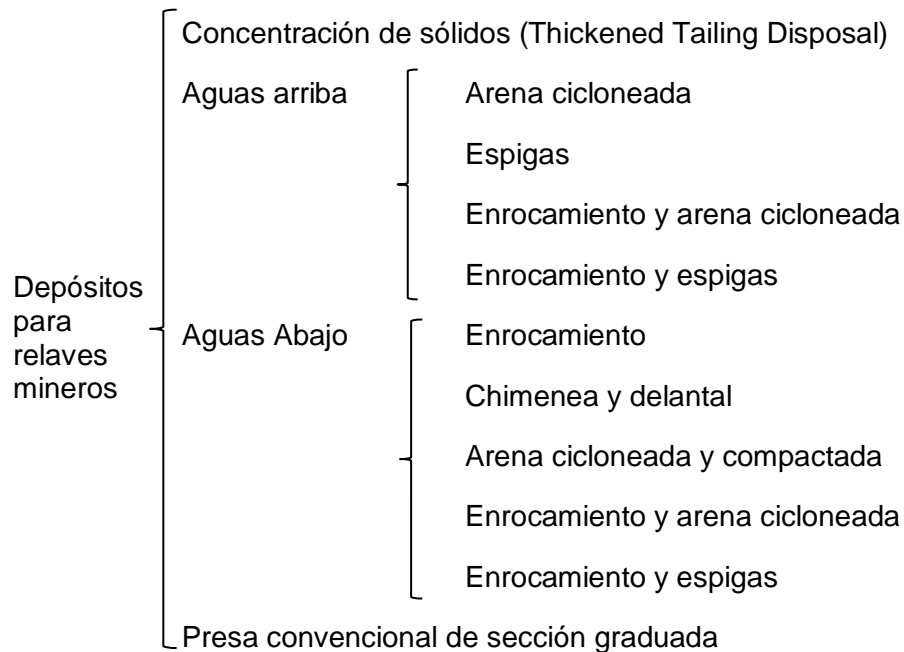 Concentración de sólidos (Thickened Tailing Disposal)
Aguas arriba
Arena cicloneada
Espigas
Enrocamiento y arena cicloneada
Enrocamiento y espigas
Depósitos
para
relaves
mineros
Aguas Abajo
Enrocamiento
Chimenea y delantal
Arena cicloneada y compactada
Enrocamiento y arena cicloneada
Enrocamiento y espigas
Presa convencional de sección graduada